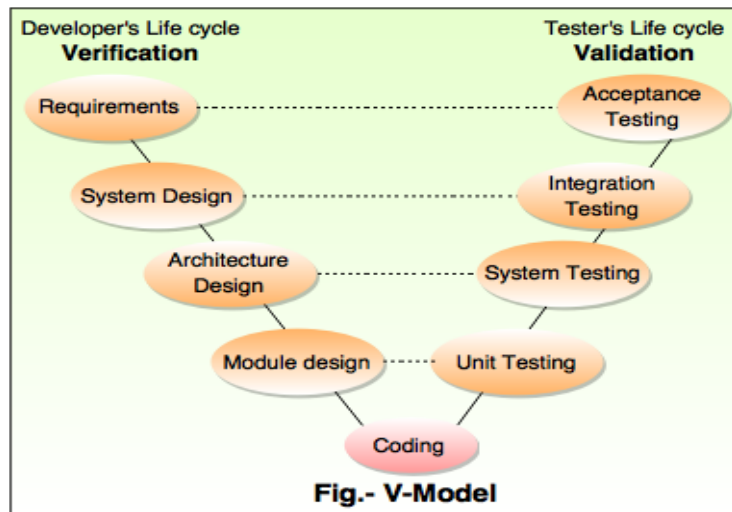 Developer's Life cycle
Verification
Tester's Life cycle
Validation
Requirements
Acceptance
Testing
System Design
Integration
Testing
Architecture
Design
System Testing
Module design
Unit Testing
Coding
Fig.- V-Model